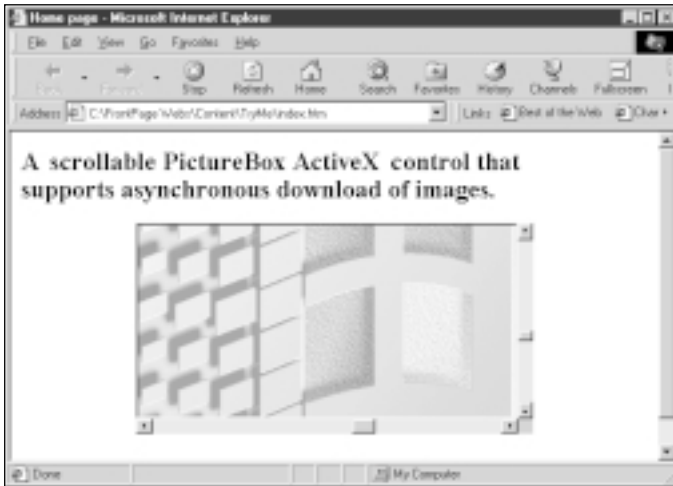 Home page - Microsoft Internet Explorer
File Edit View Go Favorites Help
Back Forward Stop Refresh Home Search Favorites History Channels Fullscreen
Address C:\FrontPage Webs\Content\TryMe\index.htm Links Best of the Web Chan
A scrollable PictureBox ActiveX control that
supports asynchronous download of images.
Done My Computer